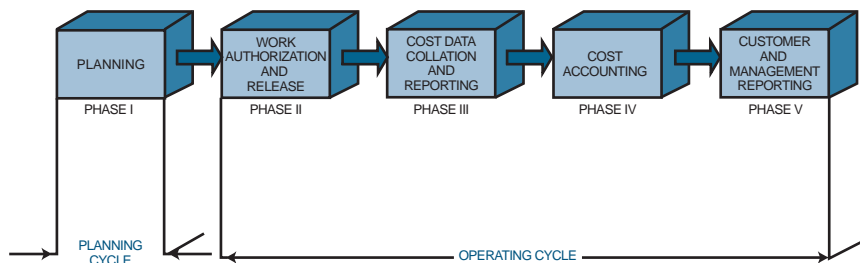 PLANNING
WORK
AUTHORIZATION
AND
RELEASE
COST DATA
COLLATION
AND
REPORTING
COST
ACCOUNTING
CUSTOMER
AND
MANAGEMENT
REPORTING
PHASE I
PHASE II
PHASE III
PHASE IV
PHASE V
PLANNING
CYCLE
OPERATING CYCLE